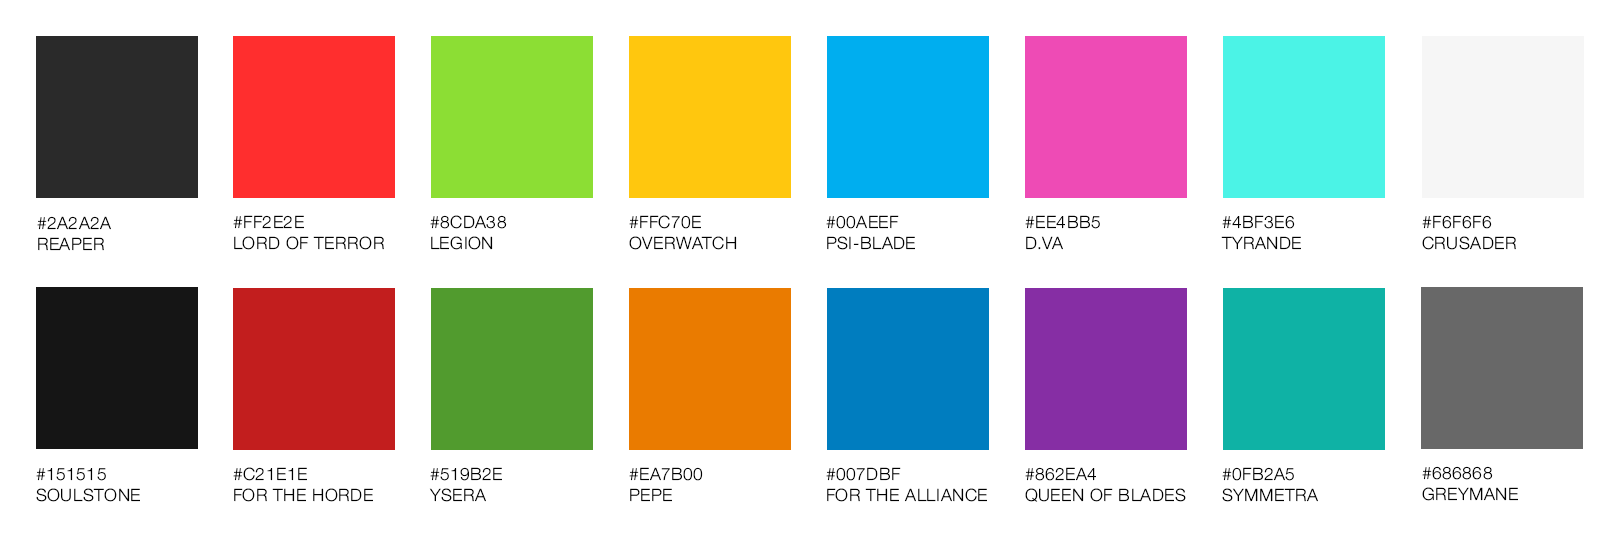 #2A2A2A
REAPER
#FF2E2E
LORD OF TERROR
#8CDA38
LEGION
#FFC70E
OVERWATCH
#00AEEF
PSI-BLADE
#EE4BB5
D.VA
#4BF3E6
TYRANDE
#F6F6F6
CRUSADER
#151515
SOULSTONE
#C21E1E
FOR THE HORDE
#519B2E
YSERA
#EA7B00
PEPE
#007DBF
FOR THE ALLIANCE
#862EA4
QUEEN OF BLADES
#0FB2A5
SYMMETRA
#686868
GREYMANE